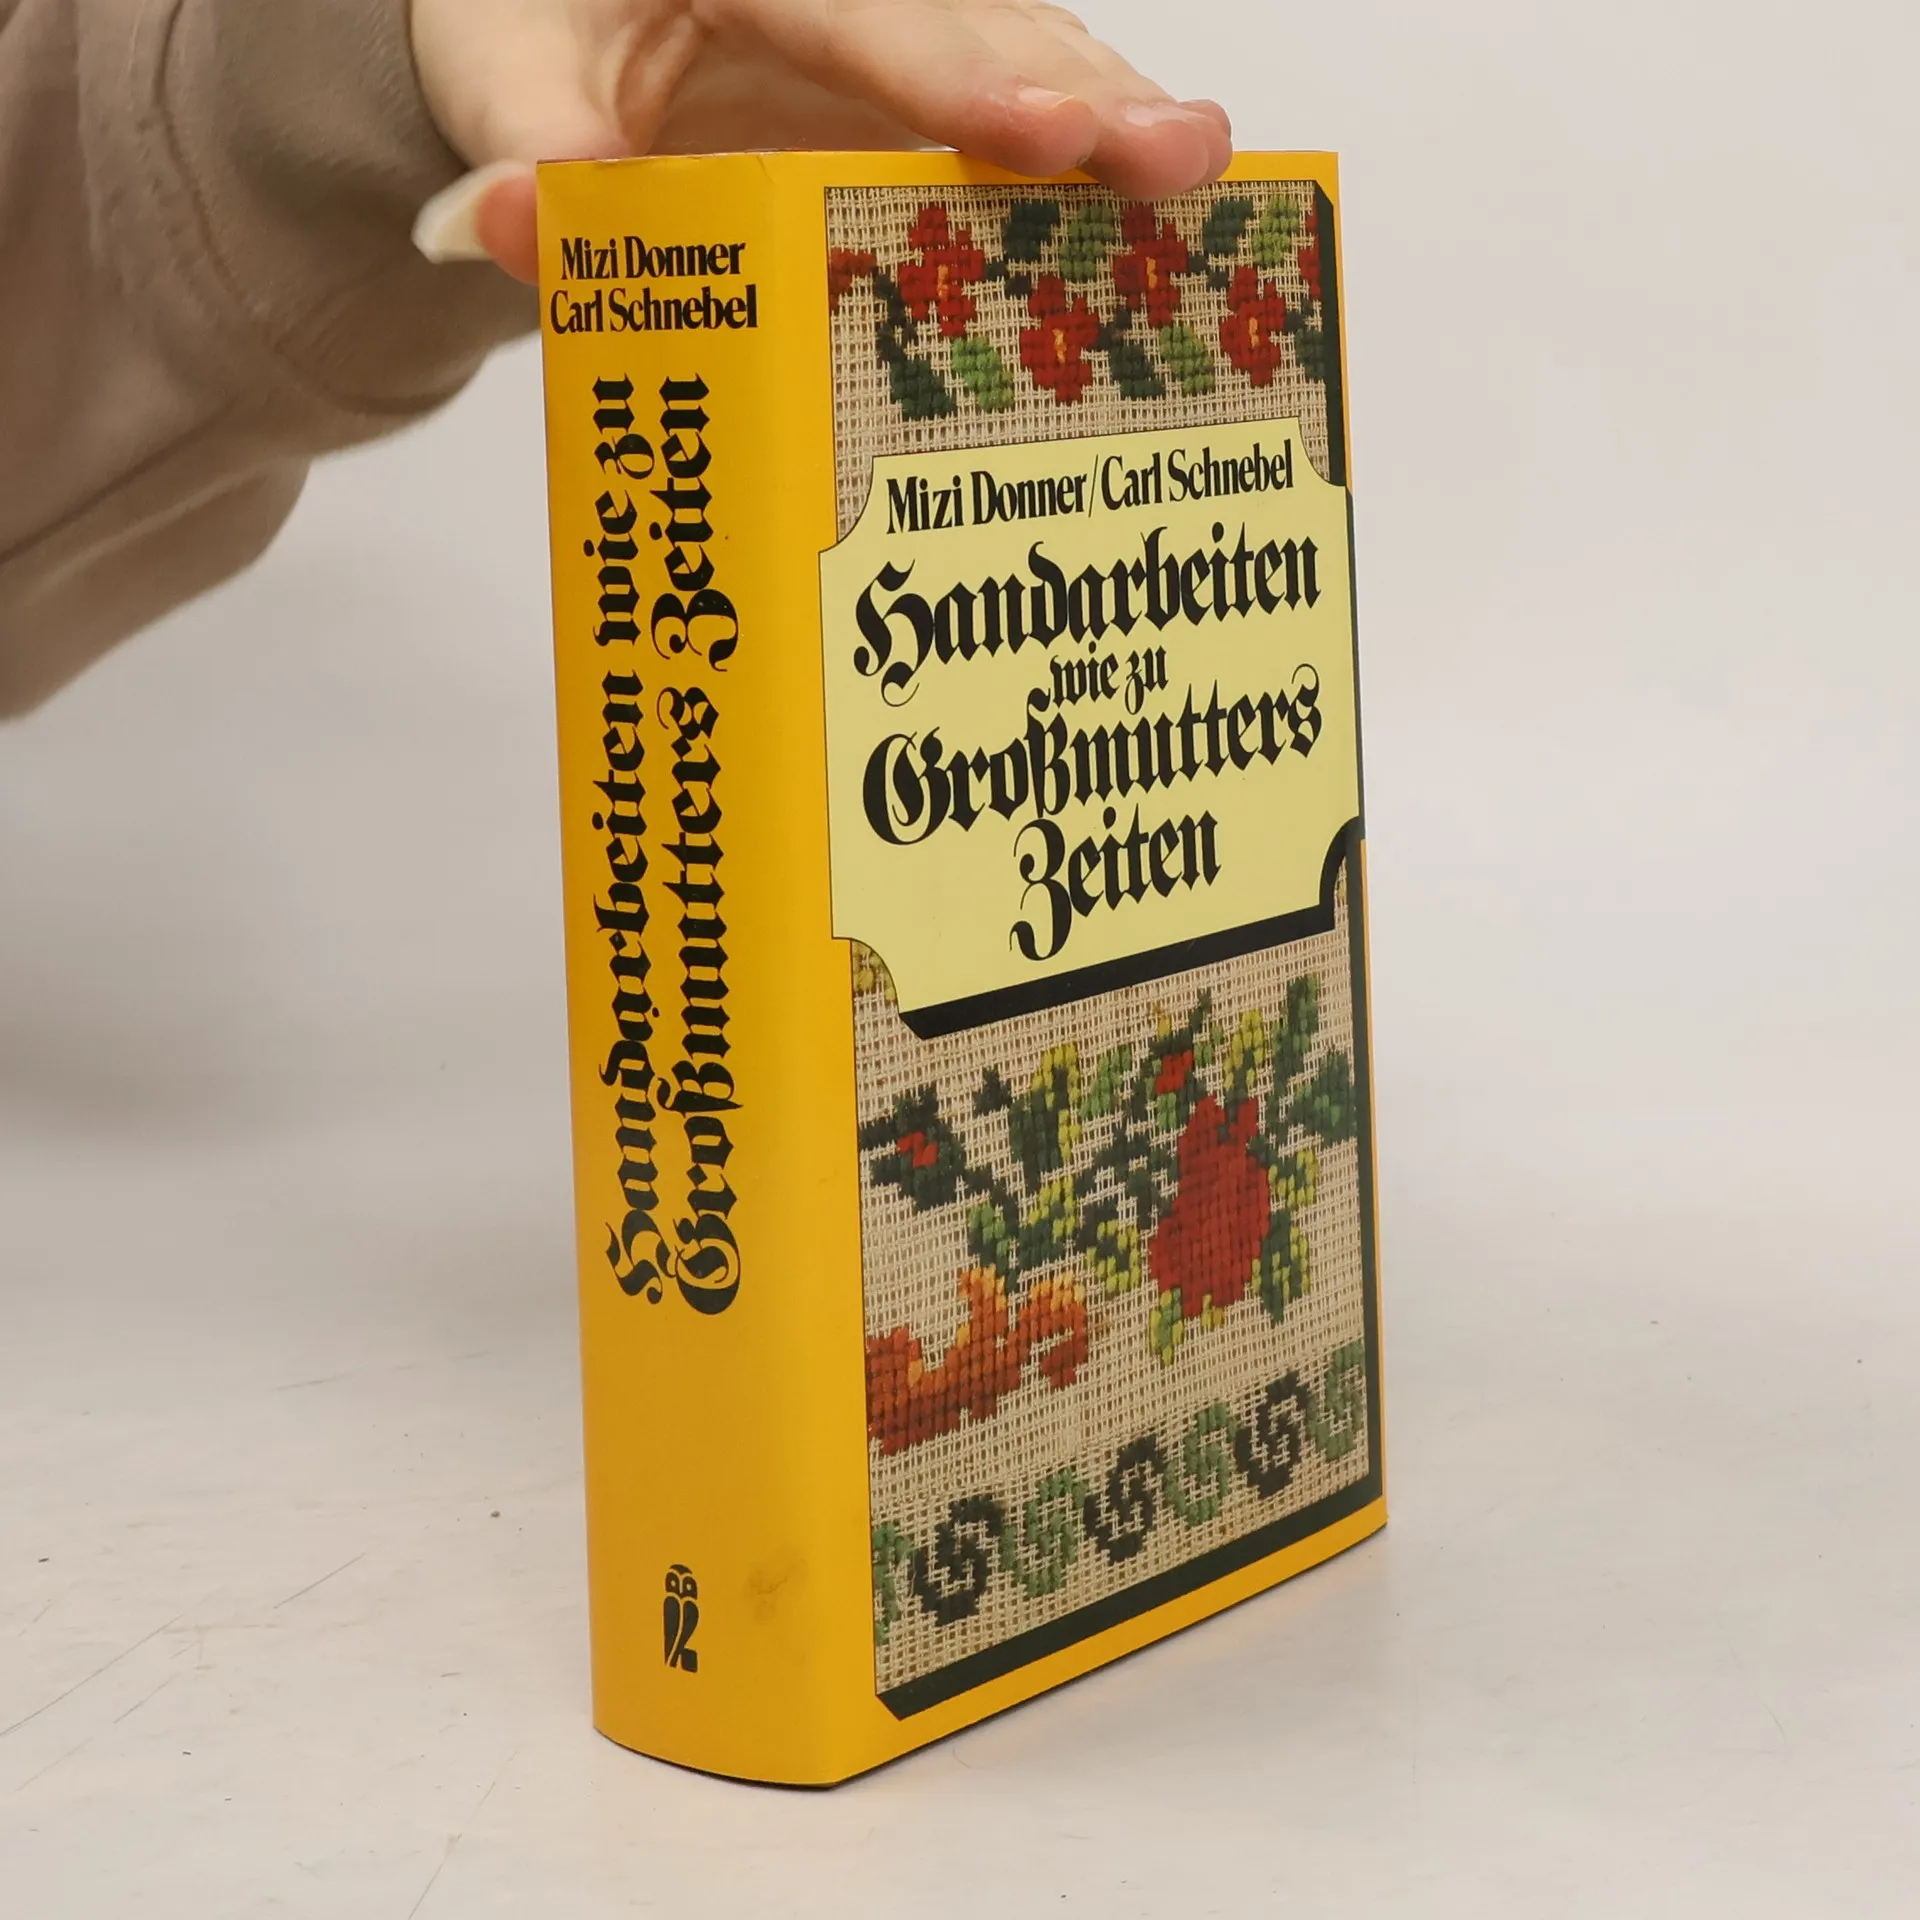 Mizi Donner
Carl Schnebel
Handarbeiten wie zu
Großmutters Zeiten
Mizi Donner/Carl Schnebel
Handarbeiten
wie zu
Großmutters
Zeiten